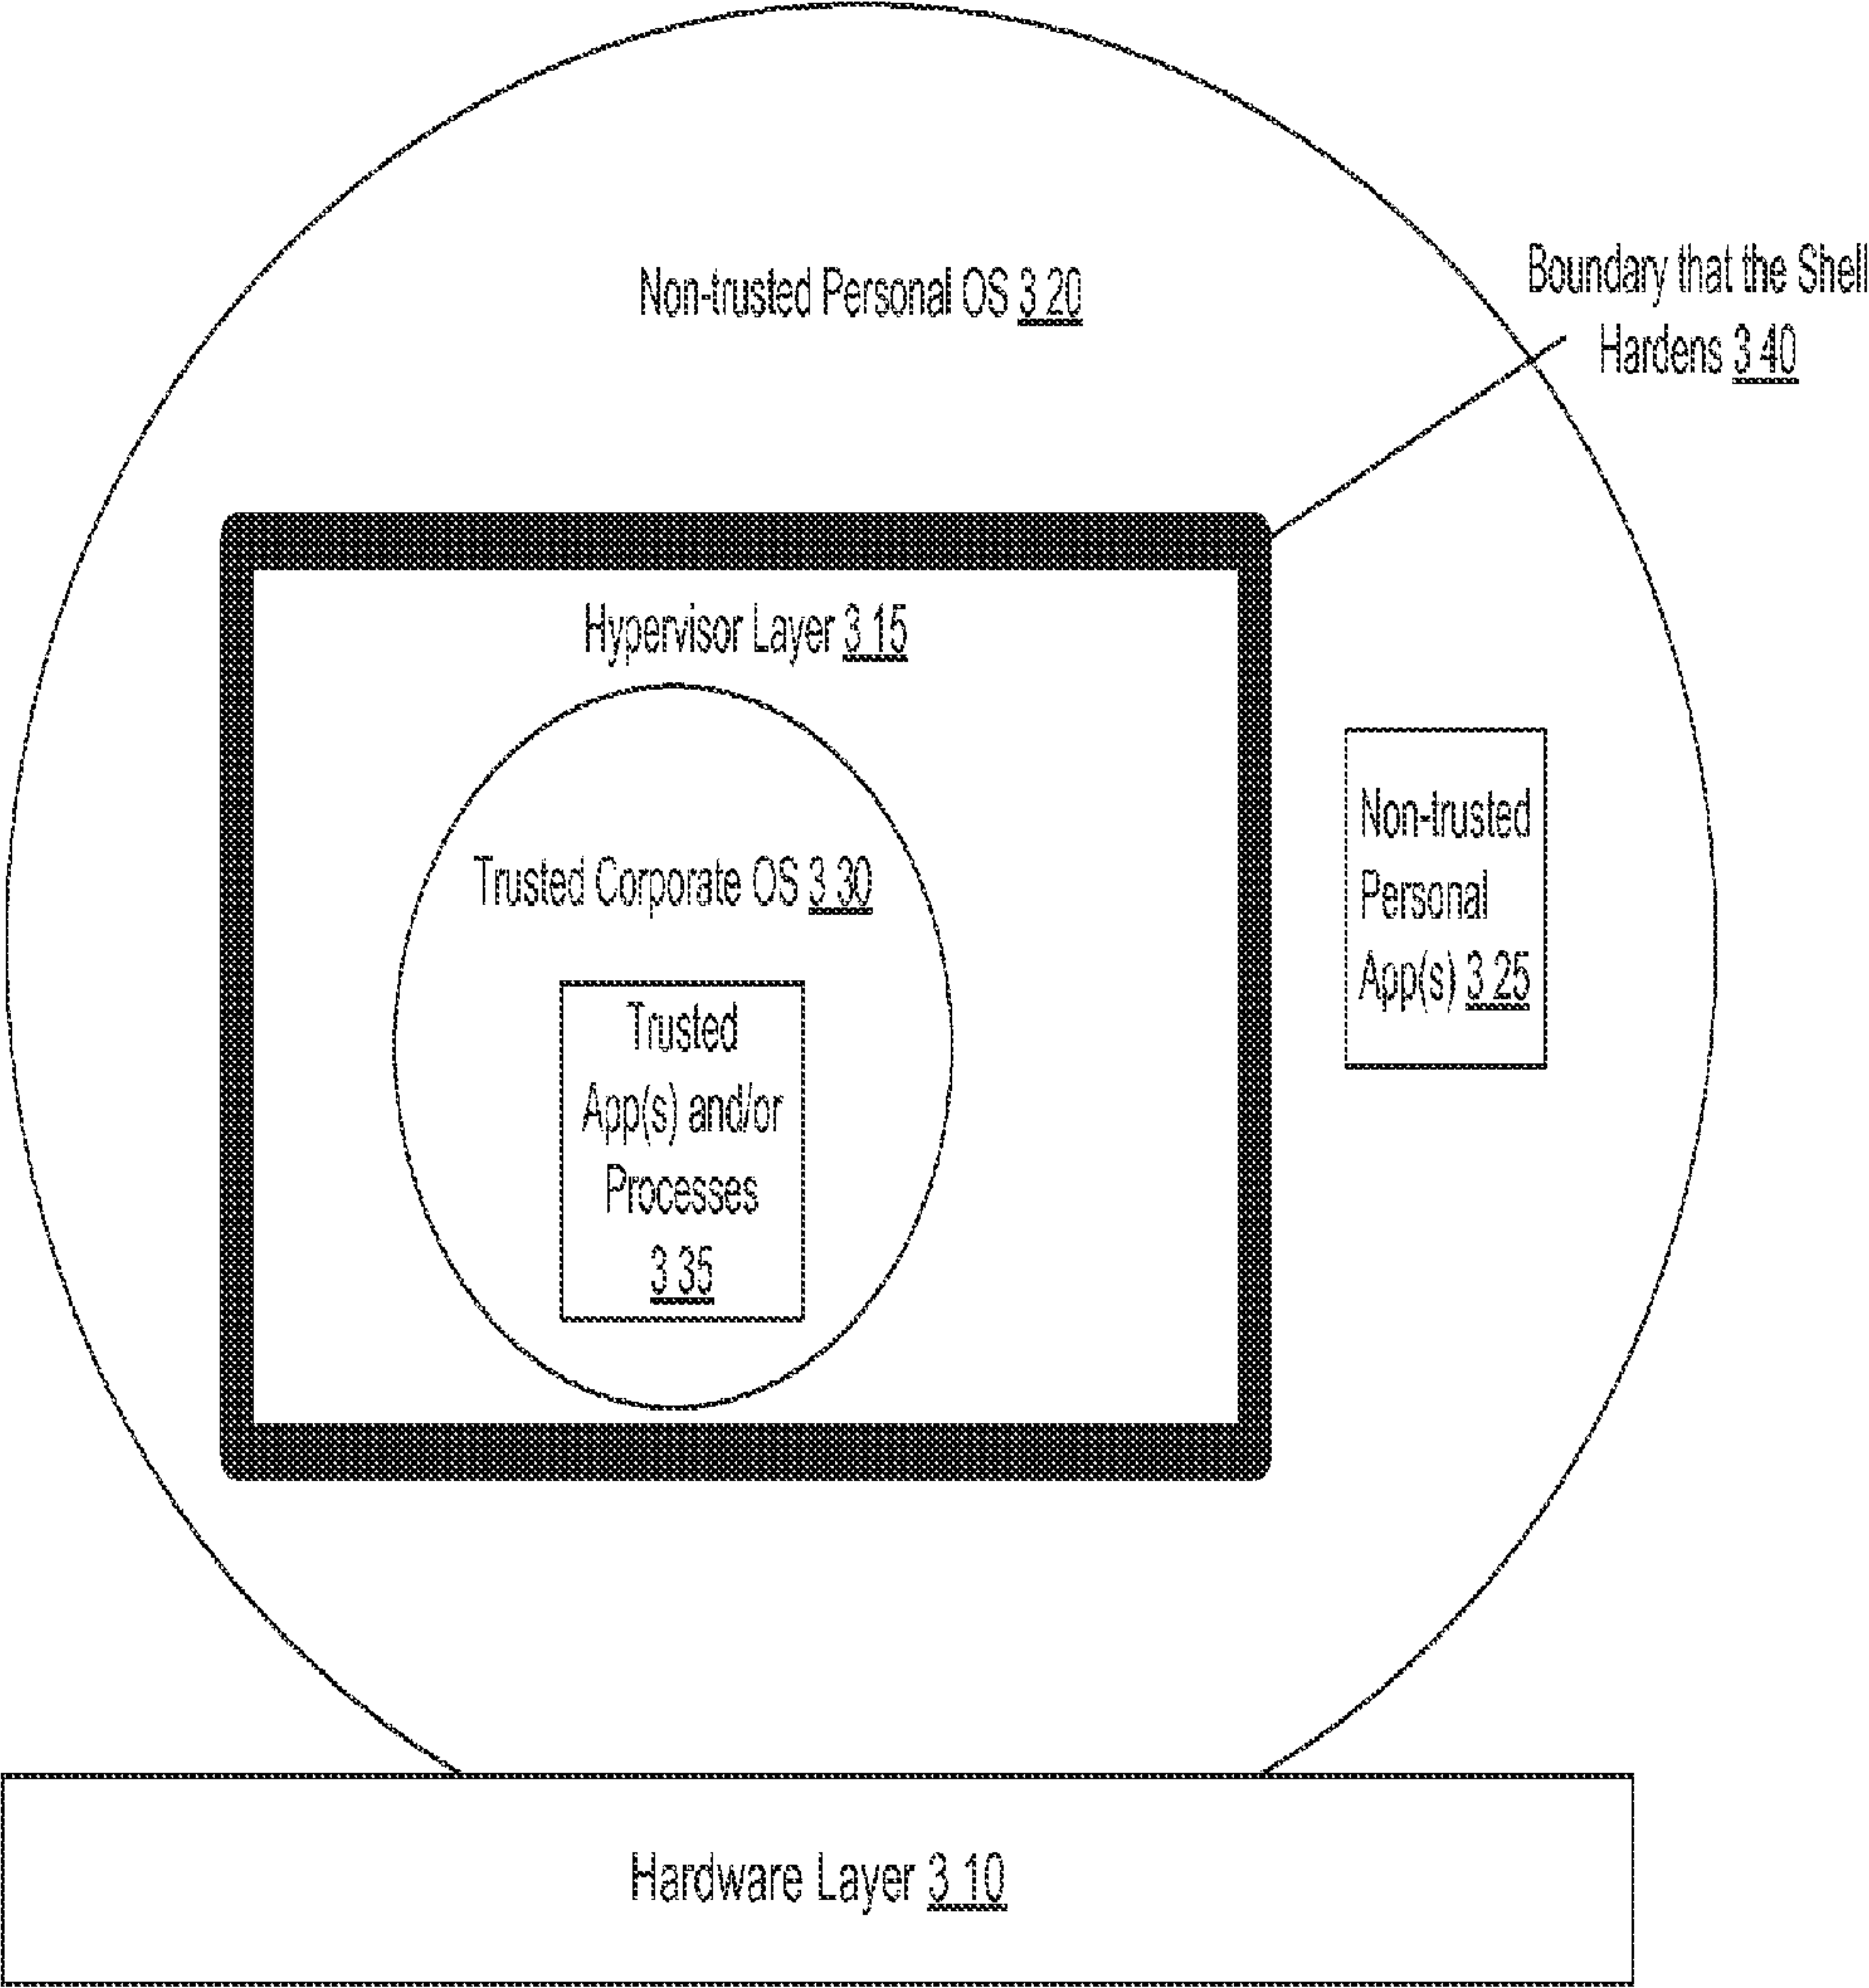 Non-trusted Personal OS 3 20
Boundary that the Shell
Hardens 3 40
Hypervisor Layer 3 15
Non-trusted
Personal
App(s) 3 25
Trusted Corporate OS 3 30
Trusted
App(s) and/or
Processes
3 35
Hardware Layer 3 10